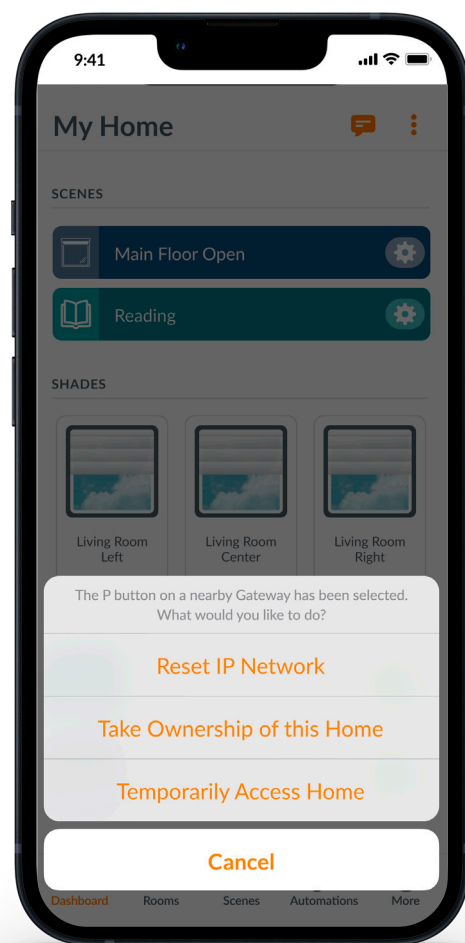 9:41
My Home
SCENES
Main Floor Open
Reading
SHADES
Living Room
Left
Living Room
Center
Living Room
Right
The P button on a nearby Gateway has been selected.
What would you like to do?
Reset IP Network
Take Ownership of this Home
Temporarily Access Home
Cancel
Dashboard
Rooms
Scenes
Automations
More